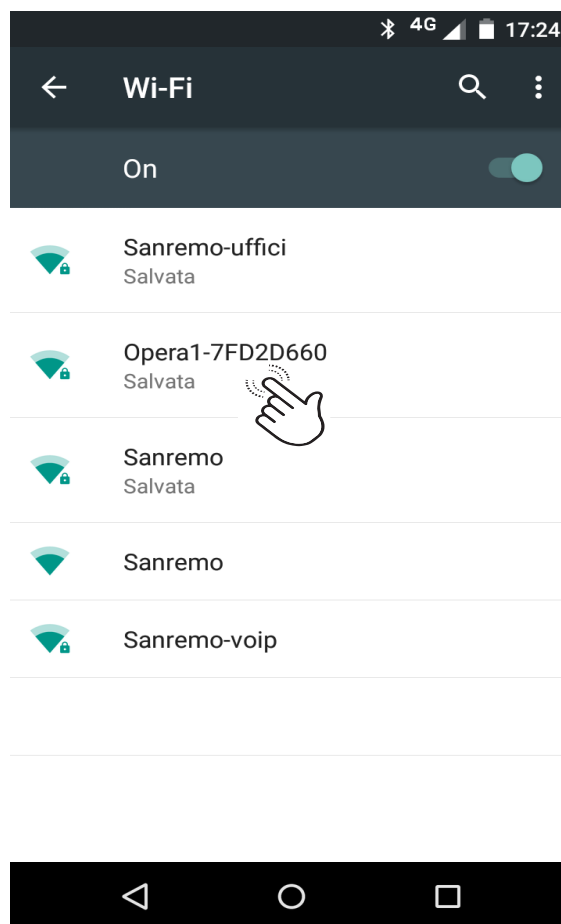 4G 17:24
Wi-Fi
On
Sanremo-uffici
Salvata
Opera1-7FD2D660
Salvata
Sanremo
Salvata
Sanremo
Sanremo-voip